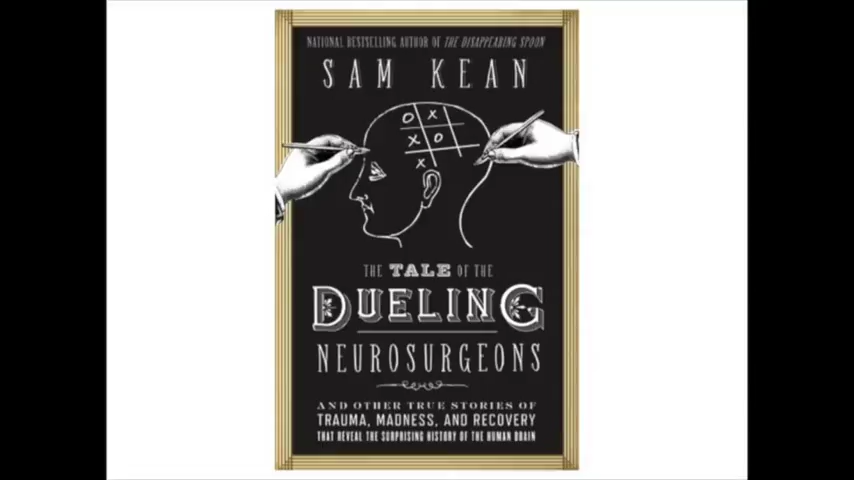 NATIONAL BESTSELLING AUTHOR OF THE DISAPPEARING SPOON
SAM KEAN
O X
X O
X
THE TALE OF THE
DUELING
NEUROSURGEONS
AND OTHER TRUE STORIES OF
TRAUMA, MADNESS, AND RECOVERY
THAT REVEAL THE SURPRISING HISTORY OF THE HUMAN BRAIN